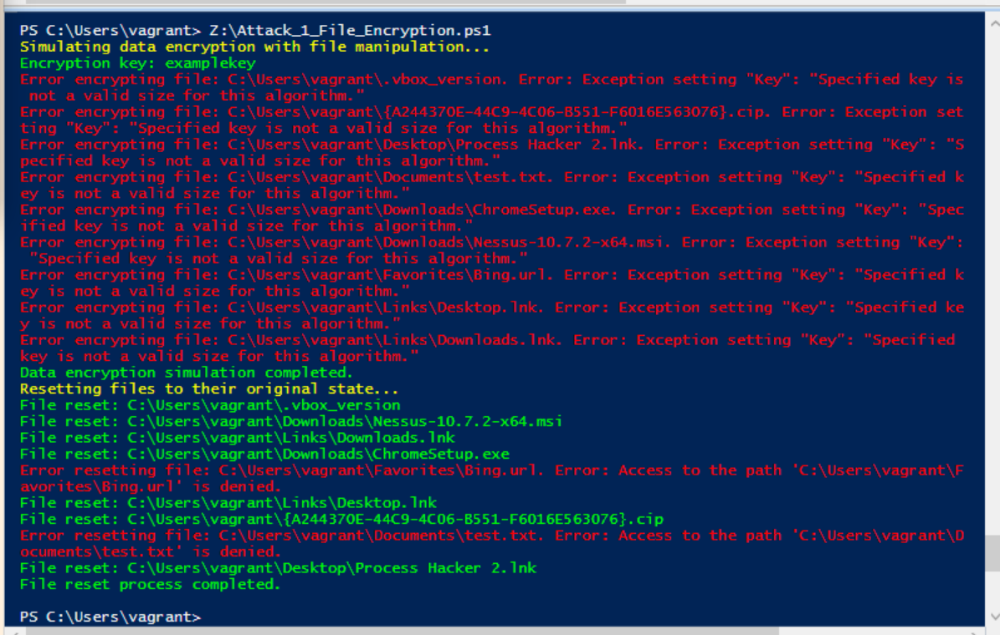 PS C:\Users\vagrant> Z:\Attack_1_File_Encryption.ps1
Simulating data encryption with file manipulation...
Encryption key: examplekey
Error encrypting file: C:\Users\vagrant\.vbox_version. Error: Exception setting "Key": "Specified key is
 not a valid size for this algorithm."
Error encrypting file: C:\Users\vagrant\{A244370E-44C9-4C06-B551-F6016E563076}.cip. Error: Exception set
ting "Key": "Specified key is not a valid size for this algorithm."
Error encrypting file: C:\Users\vagrant\Desktop\Process Hacker 2.lnk. Error: Exception setting "Key": "S
pecified key is not a valid size for this algorithm."
Error encrypting file: C:\Users\vagrant\Documents\test.txt. Error: Exception setting "Key": "Specified k
ey is not a valid size for this algorithm."
Error encrypting file: C:\Users\vagrant\Downloads\ChromeSetup.exe. Error: Exception setting "Key": "Spec
ified key is not a valid size for this algorithm."
Error encrypting file: C:\Users\vagrant\Downloads\Nessus-10.7.2-x64.msi. Error: Exception setting "Key":
 "Specified key is not a valid size for this algorithm."
Error encrypting file: C:\Users\vagrant\Favorites\Bing.url. Error: Exception setting "Key": "Specified k
ey is not a valid size for this algorithm."
Error encrypting file: C:\Users\vagrant\Links\Desktop.lnk. Error: Exception setting "Key": "Specified ke
y is not a valid size for this algorithm."
Error encrypting file: C:\Users\vagrant\Links\Downloads.lnk. Error: Exception setting "Key": "Specified
key is not a valid size for this algorithm."
Data encryption simulation completed.
Resetting files to their original state...
File reset: C:\Users\vagrant\.vbox_version
File reset: C:\Users\vagrant\Downloads\Nessus-10.7.2-x64.msi
File reset: C:\Users\vagrant\Links\Downloads.lnk
File reset: C:\Users\vagrant\Downloads\ChromeSetup.exe
Error resetting file: C:\Users\vagrant\Favorites\Bing.url. Error: Access to the path 'C:\Users\vagrant\F
avorites\Bing.url' is denied.
File reset: C:\Users\vagrant\Links\Desktop.lnk
File reset: C:\Users\vagrant\{A244370E-44C9-4C06-B551-F6016E563076}.cip
Error resetting file: C:\Users\vagrant\Documents\test.txt. Error: Access to the path 'C:\Users\vagrant\D
ocuments\test.txt' is denied.
File reset: C:\Users\vagrant\Desktop\Process Hacker 2.lnk
File reset process completed.
PS C:\Users\vagrant>